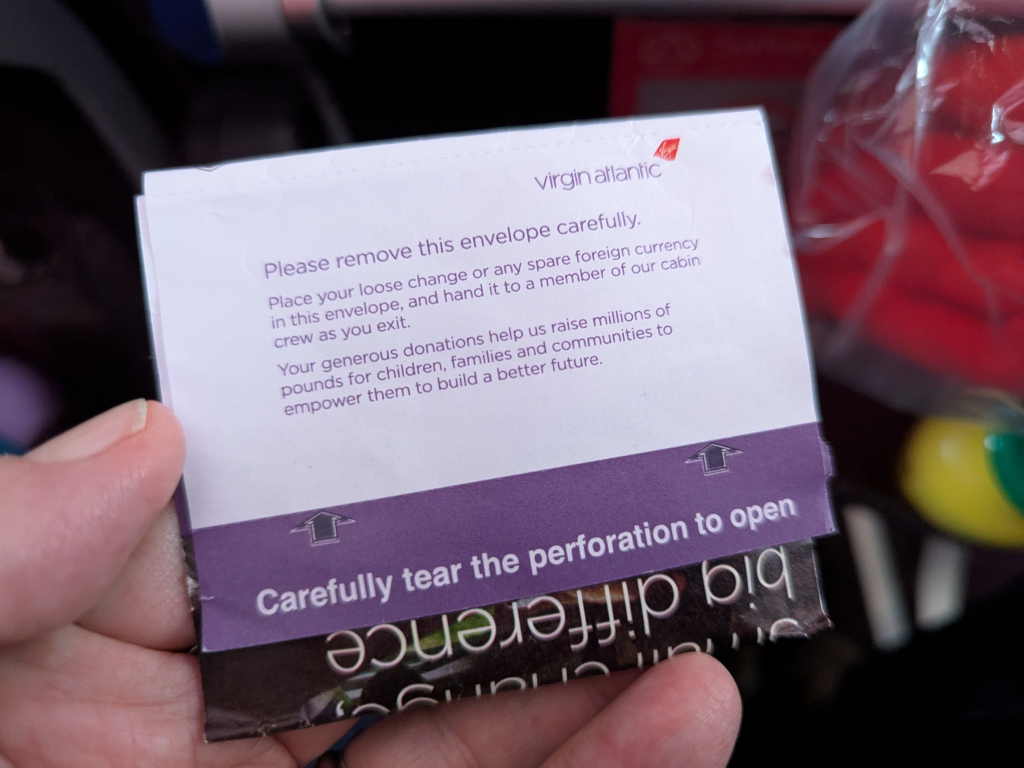 virgin atlantic
Virgin
Please remove this envelope carefully.
Place your loose change or any spare foreign currency
in this envelope, and hand it to a member of our cabin
crew as you exit.
Your generous donations help us raise millions of
pounds for children, families and communities to
empower them to build a better future.
Carefully tear the perforation to open
big difference
change,